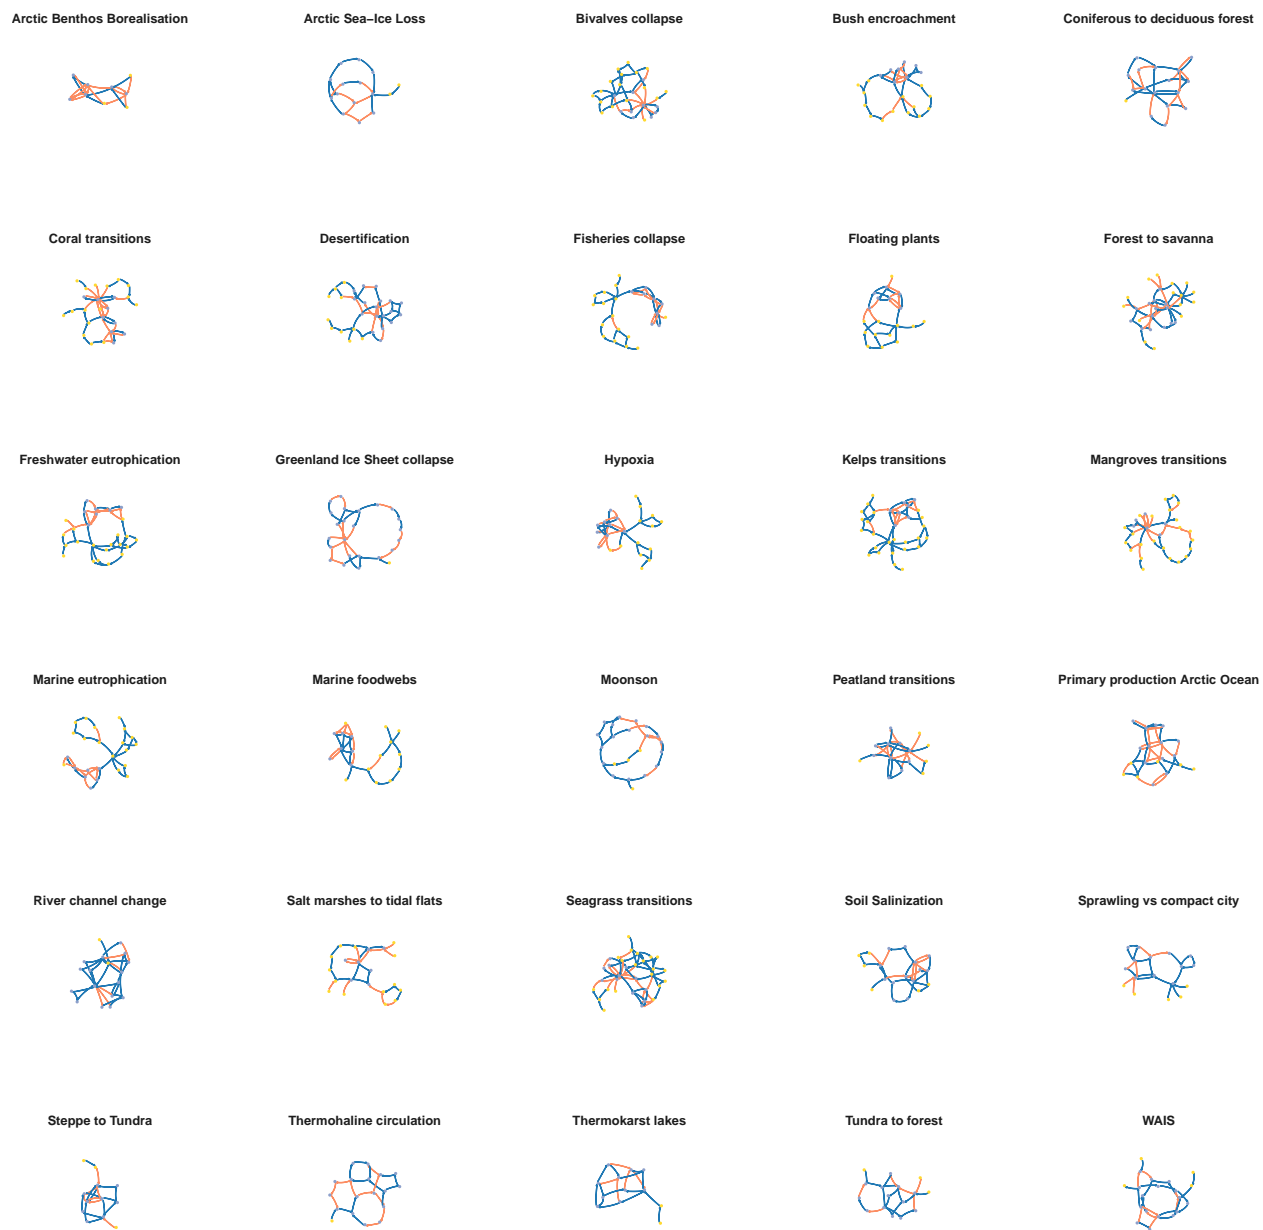 Arctic Benthos Borealisation
Arctic Sea−Ice Loss
Bivalves collapse
Bush encroachment
Coniferous to deciduous forest
Coral transitions
Desertification
Fisheries collapse
Floating plants
Forest to savanna
Freshwater eutrophication
Greenland Ice Sheet collapse
Hypoxia
Kelps transitions
Mangroves transitions
Marine eutrophication
Marine foodwebs
Moonson
Peatland transitions
Primary production Arctic Ocean
River channel change
Salt marshes to tidal flats
Seagrass transitions
Soil Salinization
Sprawling vs compact city
Steppe to Tundra
Thermohaline circulation
Thermokarst lakes
Tundra to forest
WAIS